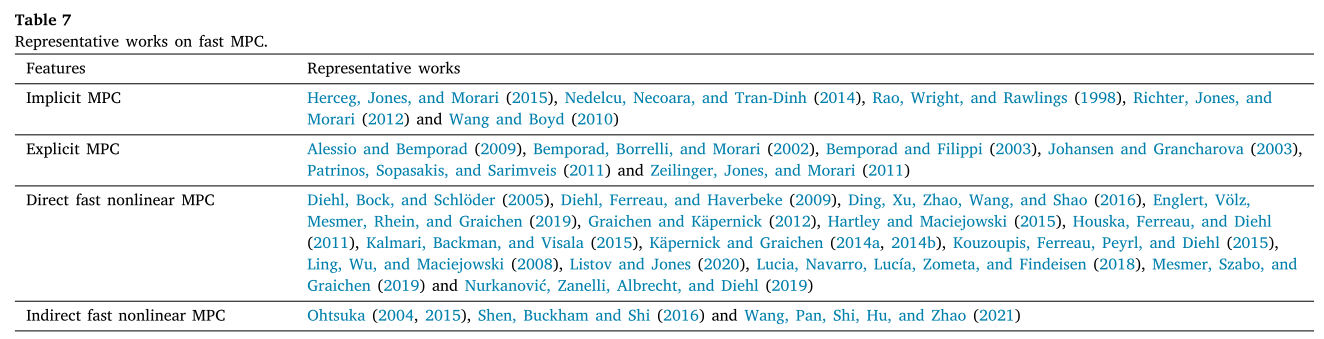 Table 7
Representative works on fast MPC.
Features Representative works
Implicit MPC Herceg, Jones, and Morari (2015), Nedelcu, Necoara, and Tran-Dinh (2014), Rao, Wright, and Rawlings (1998), Richter, Jones, and
Morari (2012) and Wang and Boyd (2010)
Explicit MPC Alessio and Bemporad (2009), Bemporad, Borrelli, and Morari (2002), Bemporad and Filippi (2003), Johansen and Grancharova (2003),
Patrinos, Sopasakis, and Sarimveis (2011) and Zeilinger, Jones, and Morari (2011)
Direct fast nonlinear MPC Diehl, Bock, and Schlöder (2005), Diehl, Ferreau, and Haverbeke (2009), Ding, Xu, Zhao, Wang, and Shao (2016), Englert, Völz,
Mesmer, Rhein, and Graichen (2019), Graichen and Käpernick (2012), Hartley and Maciejowski (2015), Houska, Ferreau, and Diehl
(2011), Kalmari, Backman, and Visala (2015), Käpernick and Graichen (2014a, 2014b), Kouzoupis, Ferreau, Peyrl, and Diehl (2015),
Ling, Wu, and Maciejowski (2008), Listov and Jones (2020), Lucia, Navarro, Lucía, Zometa, and Findeisen (2018), Mesmer, Szabo, and
Graichen (2019) and Nurkanović, Zanelli, Albrecht, and Diehl (2019)
Indirect fast nonlinear MPC Ohtsuka (2004, 2015), Shen, Buckham and Shi (2016) and Wang, Pan, Shi, Hu, and Zhao (2021)